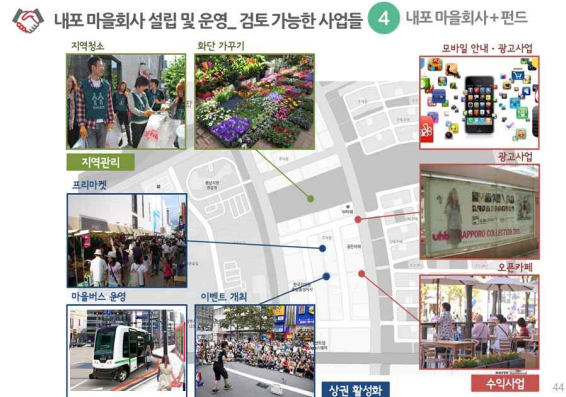 내포 마을회사 설립 및 운영_ 검토 가능한 사업들 4 내포 마을회사+펀드
지역청소
화단 가꾸기
모바일 안내 · 광고사업
지역관리
광고사업
프리마켓
uhb SAPPORO COLLECTION
오픈카페
마을버스 운영
이벤트 개최
상권 활성화
수익사업
44